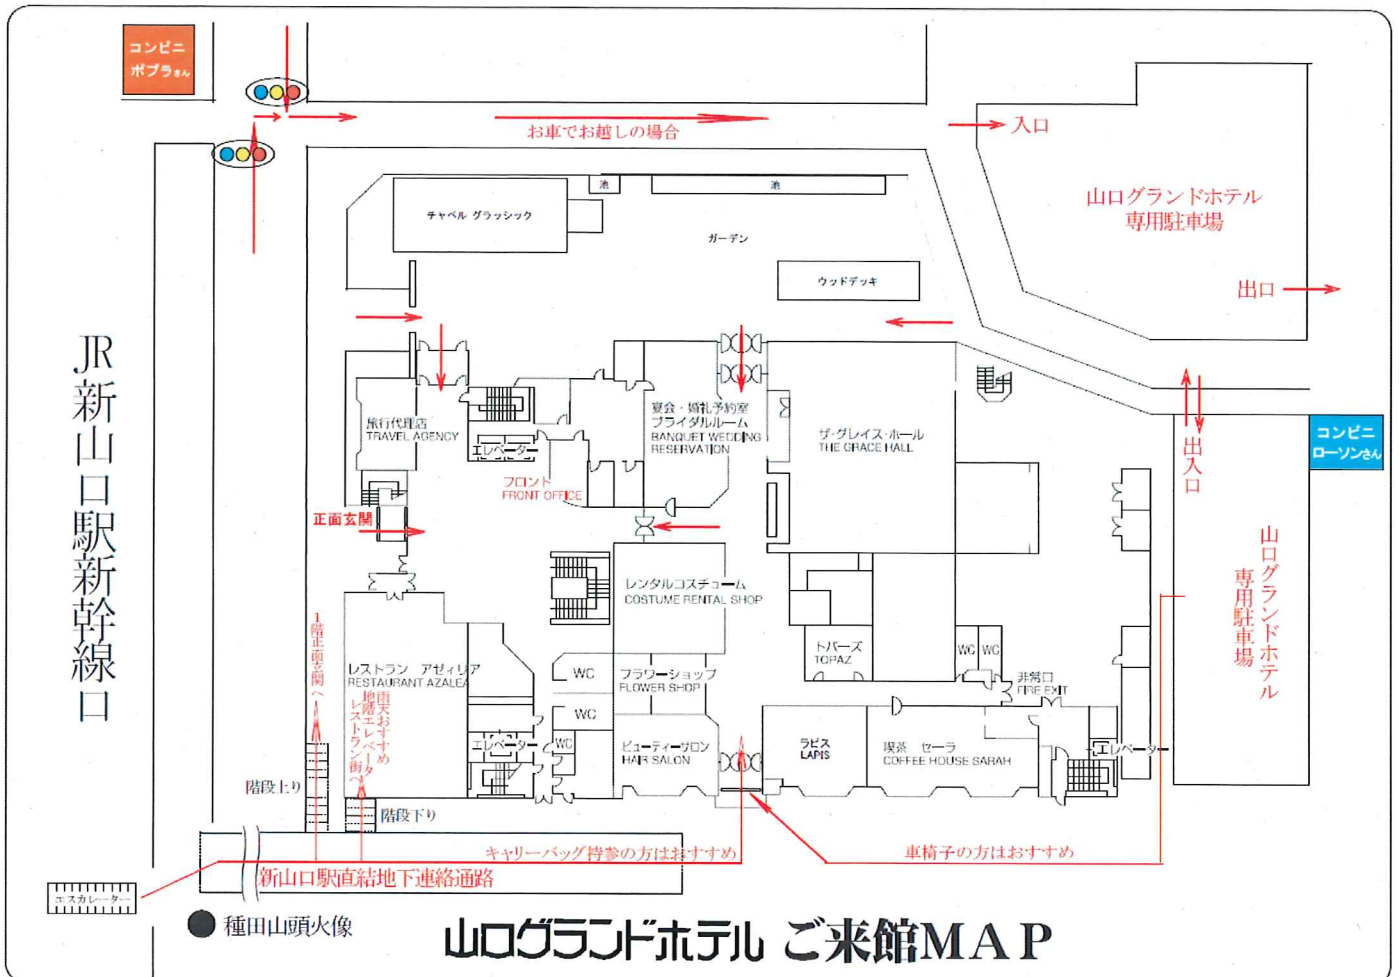 コンビニ
ポプラさん
お車でお越しの場合
入口
山口グランドホテル
専用駐車場
出口
池
池
チャペル グラッシック
ガーデン
ウッドデッキ
JR新山口駅新幹線口
旅行代理店
TRAVEL AGENCY
エレベーター
フロント
FRONT OFFICE
宴会・婚礼予約室
ブライダルルーム
BANQUET WEDDING
RESERVATION
ザ・グレイス・ホール
THE GRACE HALL
出入口
コンビニ
ローソンさん
正面玄関
山口グランドホテル
専用駐車場
レンタルコスチューム
COSTUME RENTAL SHOP
トパーズ
TOPAZ
WC
WC
1階正面玄関へ
レストラン アゼィリア
RESTAURANT AZALEA
雨天おすすめ
地階エレベータ
レストラン街へ
WC
フラワーショップ
FLOWER SHOP
非常口
FIRE EXIT
WC
エレベーター
WC
ビューティーサロン
HAIR SALON
ラピス
LAPIS
喫茶 セーラ
COFFEE HOUSE SARAH
エレベーター
階段上り
階段下り
キャリーバッグ持参の方はおすすめ
車椅子の方はおすすめ
新山口駅直結地下連絡通路
エスカレーター
種田山頭火像
山口グランドホテル ご来館MAP